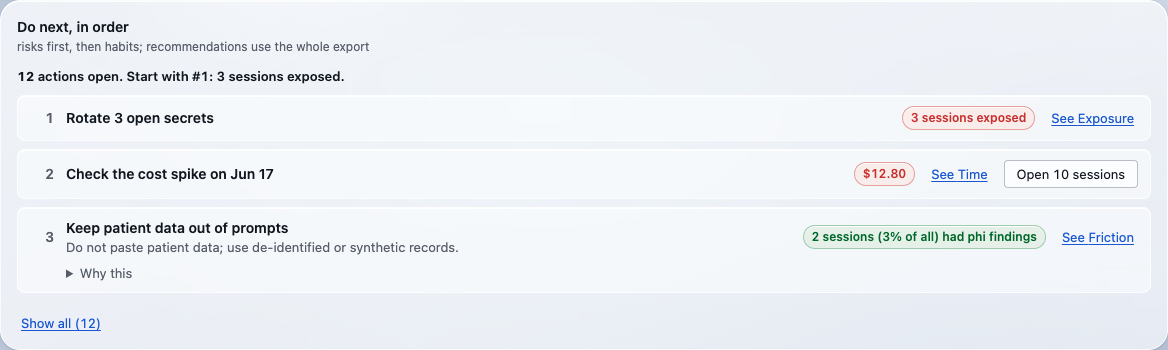 Do next, in order
risks first, then habits; recommendations use the whole export
12 actions open. Start with #1: 3 sessions exposed.
1 Rotate 3 open secrets 3 sessions exposed See Exposure
2 Check the cost spike on Jun 17 $12.80 See Time Open 10 sessions
3 Keep patient data out of prompts 2 sessions (3% of all) had phi findings See Friction
Do not paste patient data; use de-identified or synthetic records.
Why this
Show all (12)